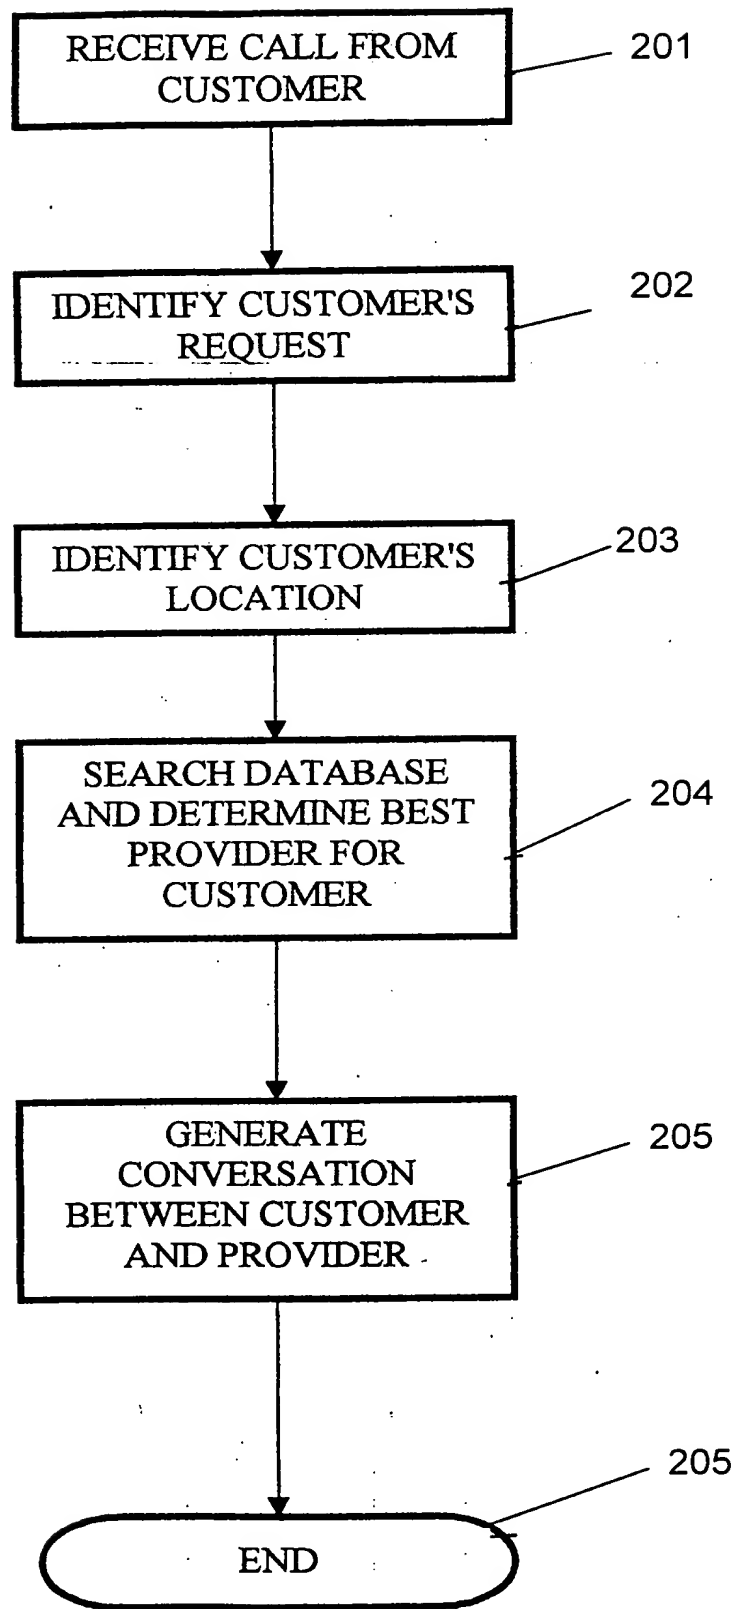 RECEIVE CALL FROM
CUSTOMER
201
IDENTIFY CUSTOMER'S
REQUEST
202
IDENTIFY CUSTOMER'S
LOCATION
203
SEARCH DATABASE
AND DETERMINE BEST
PROVIDER FOR
CUSTOMER
204
GENERATE
CONVERSATION
BETWEEN CUSTOMER
AND PROVIDER
205
END
205